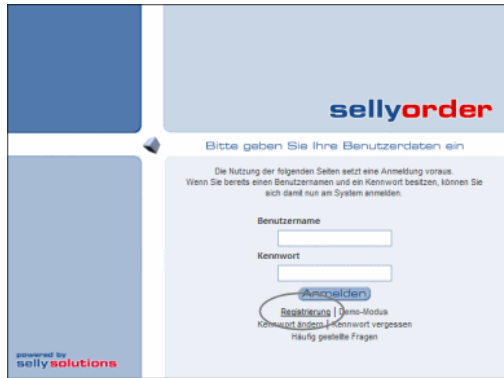 sellyorder
Bitte geben Sie Ihre Benutzerdaten ein
Die Nutzung der folgenden Seiten setzt eine Anmeldung voraus.
Wenn Sie bereits einen Benutzernamen und ein Kennwort besitzen, können Sie
sich damit nun am System anmelden.
Benutzername
Kennwort
Anmelden
Registrierung | Demo-Modus
Kennwort ändern | Kennwort vergessen
Häufig gestellte Fragen
powered by
sellysolutions